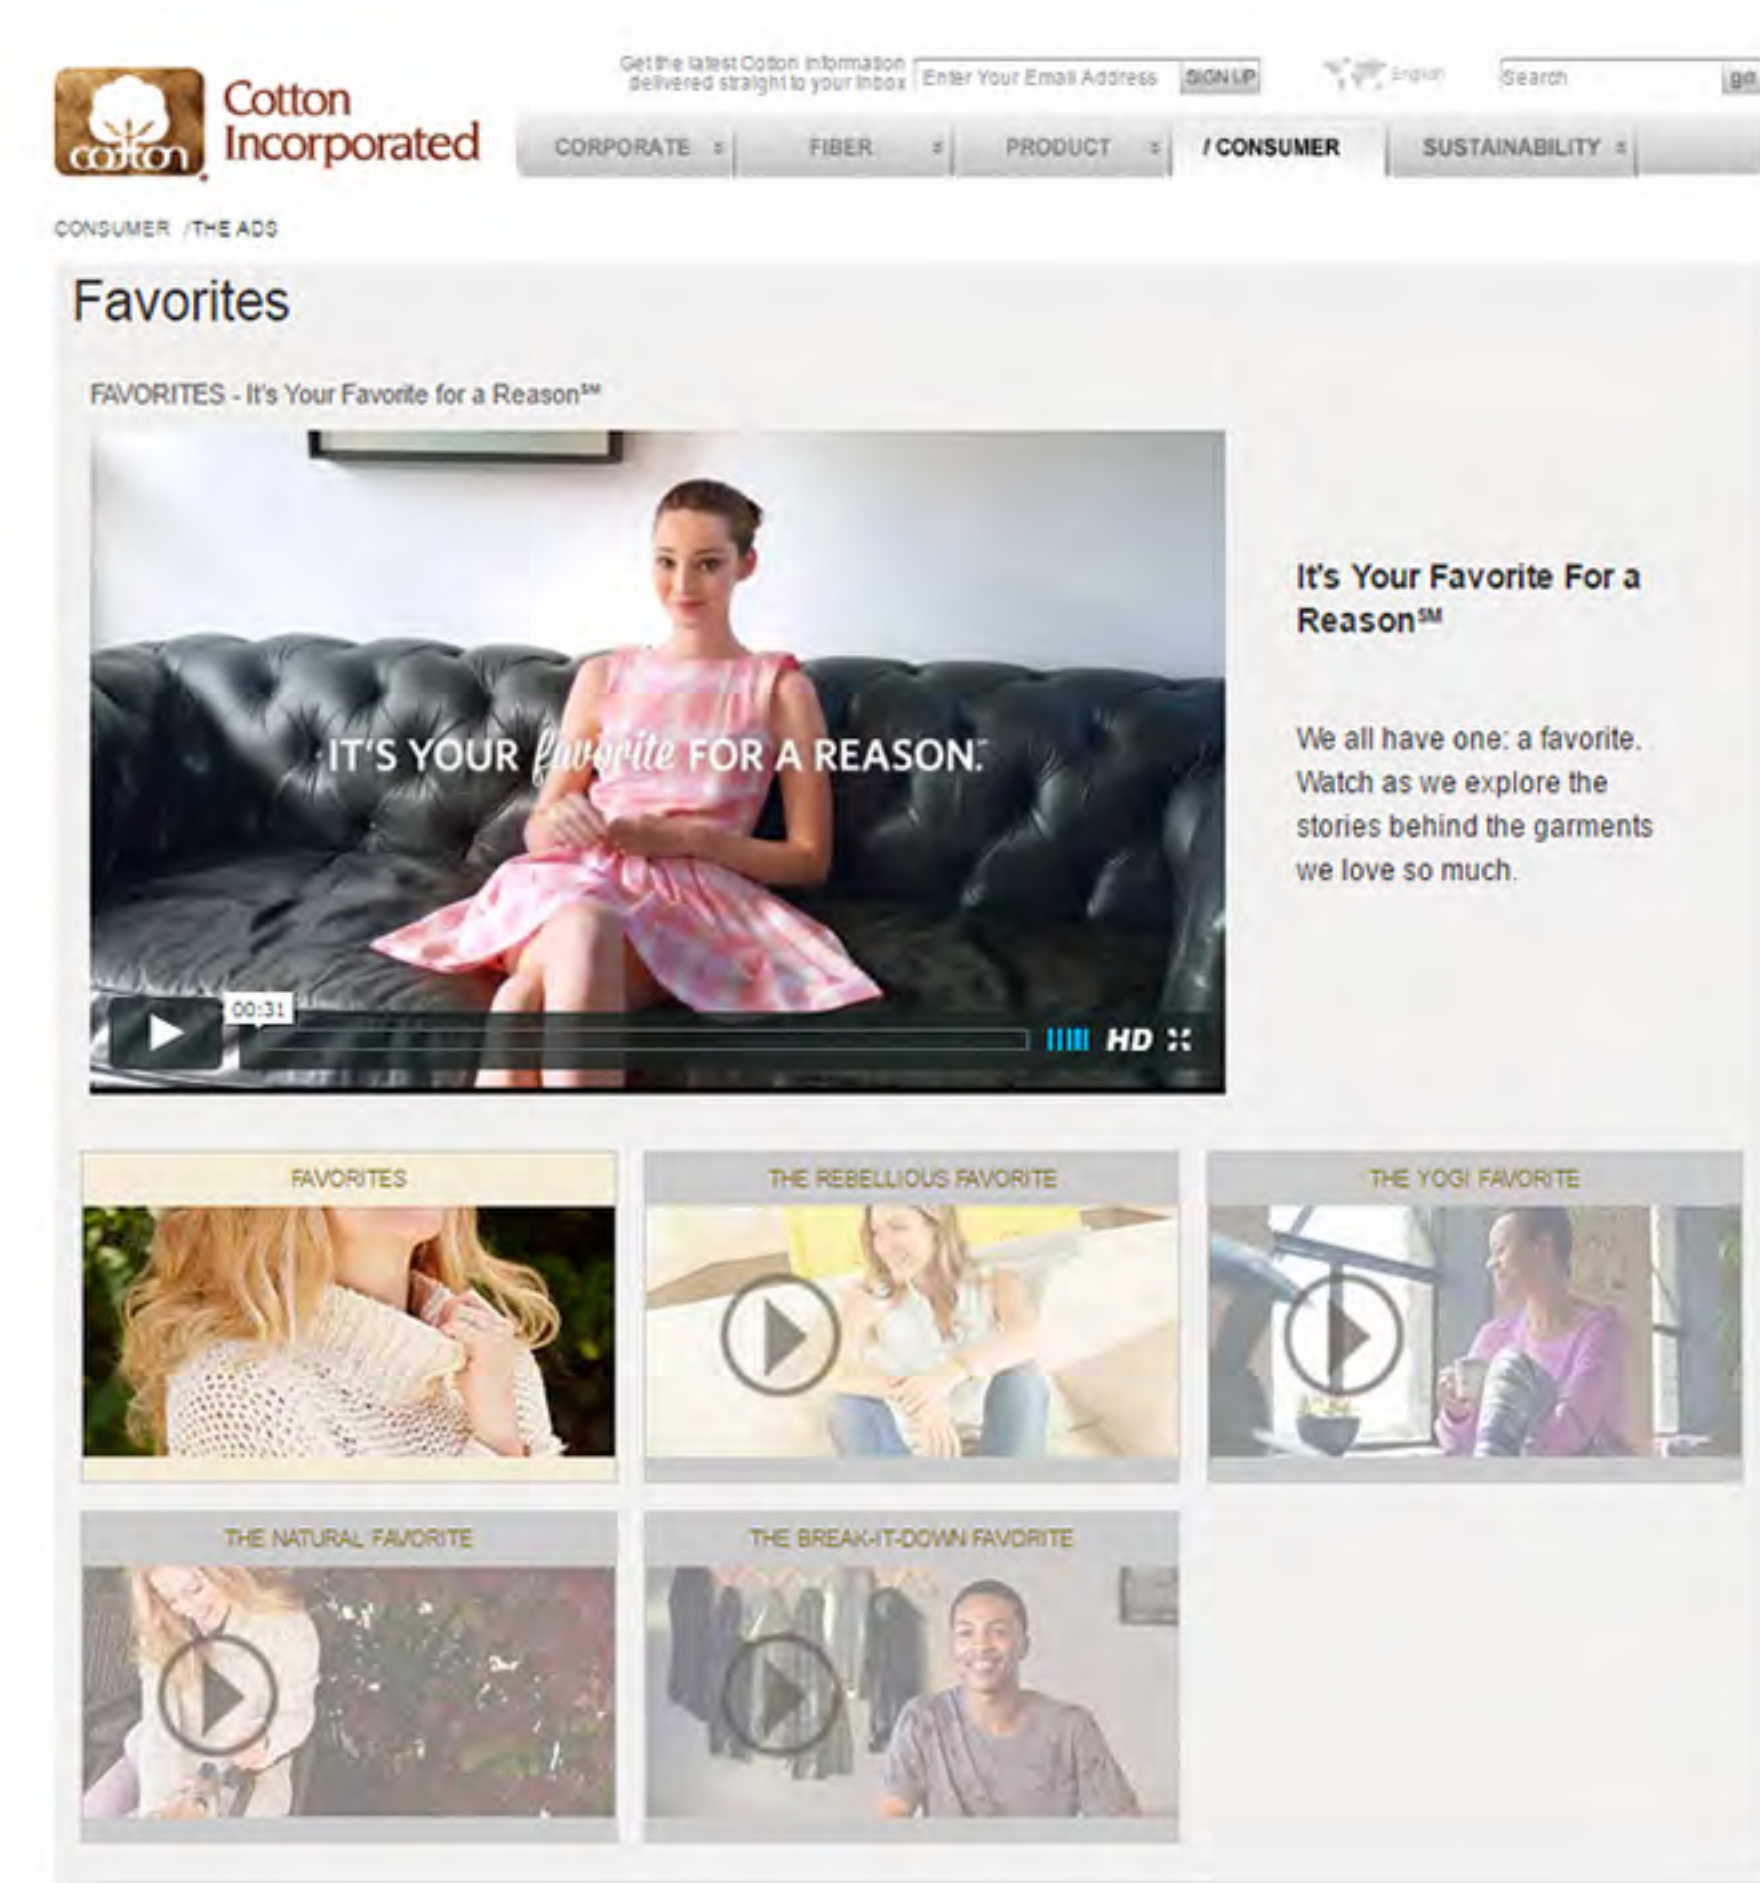 cotton
Cotton
Incorporated
Get the latest Cotton Information
delivered straight to your inbox
Enter Your Email Address
SIGN UP
English
Search
go
CORPORATE
FIBER
PRODUCT
/ CONSUMER
SUSTAINABILITY
CONSUMER /THE ADS
Favorites
FAVORITES - It's Your Favorite for a Reason℠
IT'S YOUR favorite FOR A REASON.
00:31
HD
It's Your Favorite For a
Reason℠
We all have one: a favorite.
Watch as we explore the
stories behind the garments
we love so much.
FAVORITES
THE REBELLIOUS FAVORITE
THE YOGI FAVORITE
THE NATURAL FAVORITE
THE BREAK-IT-DOWN FAVORITE